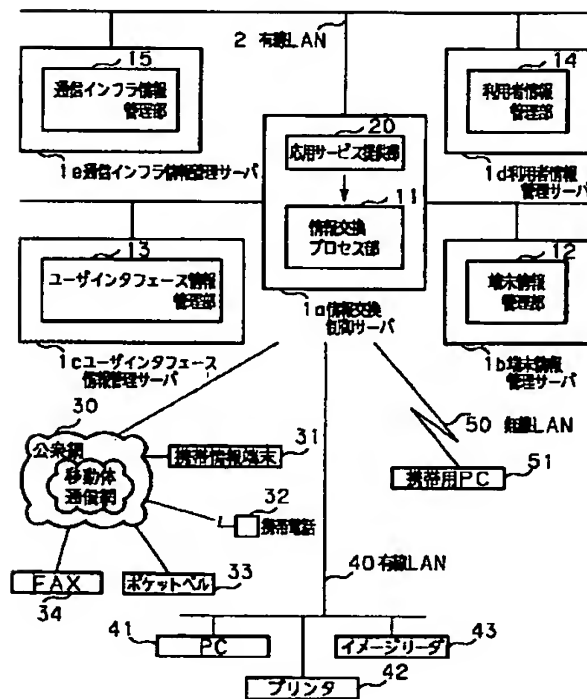 2 有線LAN
15
通信インフラ情報
管理部
1e通信インフラ情報管理サーバ
14
利用者情報
管理部
1d利用者情報
管理サーバ
20
応用サービス提供部
11
情報交換
プロセス部
1a情報交換
制御サーバ
13
ユーザインタフェース情報
管理部
1cユーザインタフェース
情報管理サーバ
12
端末情報
管理部
1b端末情報
管理サーバ
30
公衆網
移動体
通信網
31
携帯情報端末
32
携帯電話
33
ポケットベル
FAX
34
50 無線LAN
51
携帯用PC
40有線LAN
41
PC
43
イメージリーダ
プリンタ
42